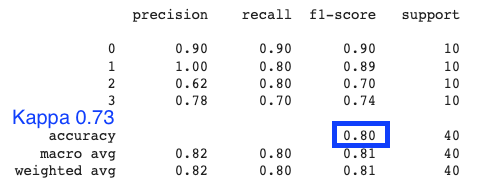 precision recall f1-score support
0 0.90 0.90 0.90 10
1 1.00 0.80 0.89 10
2 0.62 0.80 0.70 10
3 0.78 0.70 0.74 10
Kappa 0.73
accuracy 0.80 40
macro avg 0.82 0.80 0.81 40
weighted avg 0.82 0.80 0.81 40